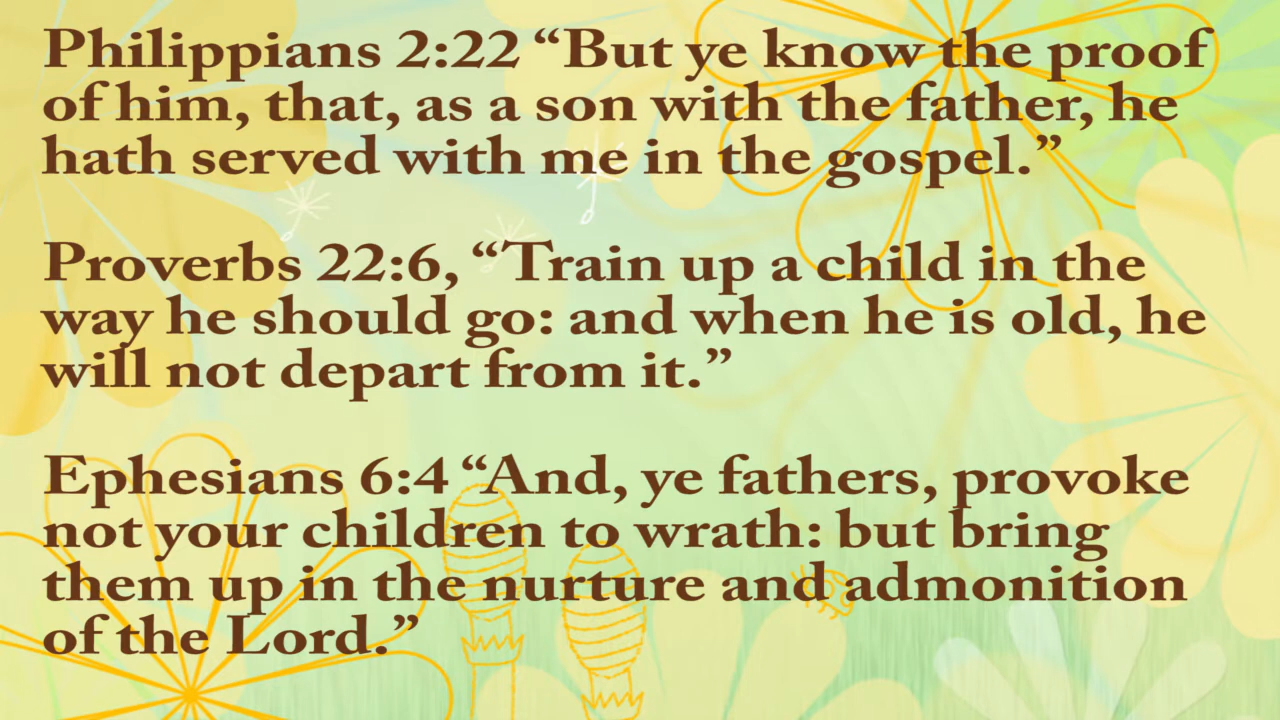 Philippians 2:22 “But ye know the proof
of him, that, as a son with the father, he
hath served with me in the gospel.”
Proverbs 22:6, “Train up a child in the
way he should go: and when he is old, he
will not depart from it.”
Ephesians 6:4 “And, ye fathers, provoke
not your children to wrath: but bring
them up in the nurture and admonition
of the Lord.”